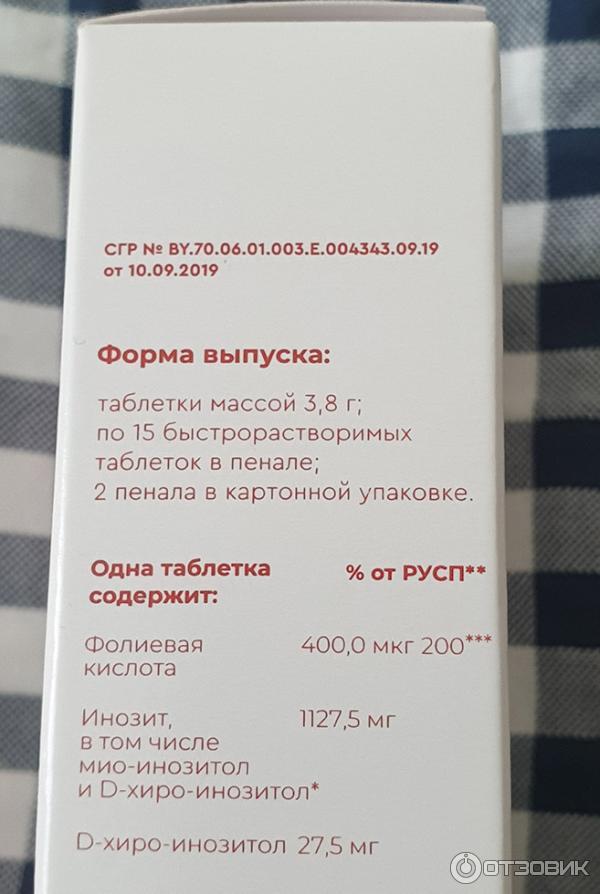 СГР № BY.70.06.01.003.E.004343.09.19
от 10.09.2019
Форма выпуска:
таблетки массой 3,8 г;
по 15 быстрорастворимых
таблеток в пенале;
2 пенала в картонной упаковке.
Одна таблетка % от РУСП**
содержит:
Фолиевая 400,0 мкг 200***
кислота
Инозит, 1127,5 мг
в том числе
мио-инозитол
и D-хиро-инозитол*
D-хиро-инозитол 27,5 мг
ОТЗОВИК